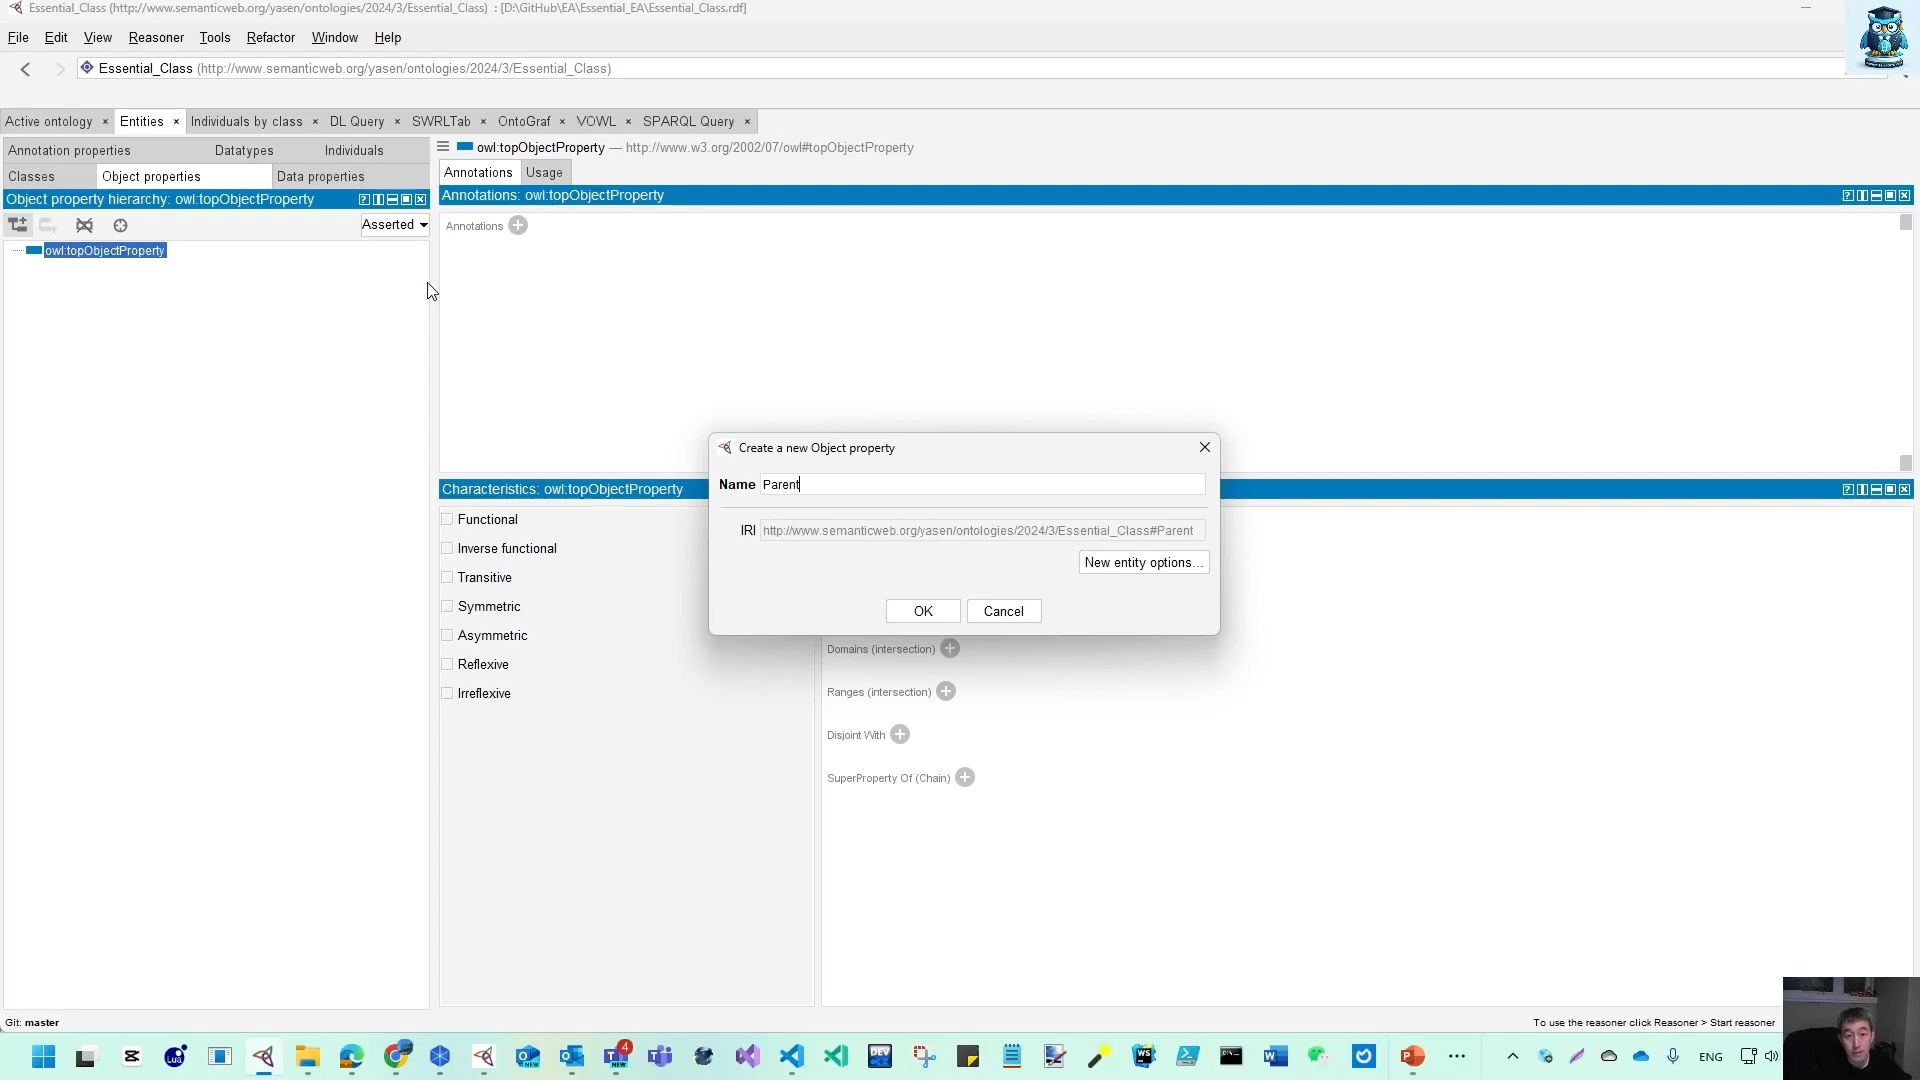 Essential_Class (http://www.semanticweb.org/yasen/ontologies/2024/3/Essential_Class) : [D:\GitHub\EA\Essential_EA\Essential_Class.rdf]
File Edit View Reasoner Tools Refactor Window Help
Essential_Class (http://www.semanticweb.org/yasen/ontologies/2024/3/Essential_Class)
Active ontology × Entities × Individuals by class × DL Query × SWRLTab × OntoGraf × VOWL × SPARQL Query ×
Annotation properties Datatypes Individuals
Classes Object properties Data properties
Object property hierarchy: owl:topObjectProperty
Asserted
owl:topObjectProperty
owl:topObjectProperty — http://www.w3.org/2002/07/owl#topObjectProperty
Annotations Usage
Annotations: owl:topObjectProperty
Annotations
Create a new Object property
Name Parent
IRI http://www.semanticweb.org/yasen/ontologies/2024/3/Essential_Class#Parent
New entity options...
OK Cancel
Characteristics: owl:topObjectProperty
Functional
Inverse functional
Transitive
Symmetric
Asymmetric
Reflexive
Irreflexive
Domains (intersection)
Ranges (intersection)
Disjoint With
SuperProperty Of (Chain)
Git: master
To use the reasoner click Reasoner > Start reasoner
Lua
NEW
4
NEW
DEV
WS
ENG